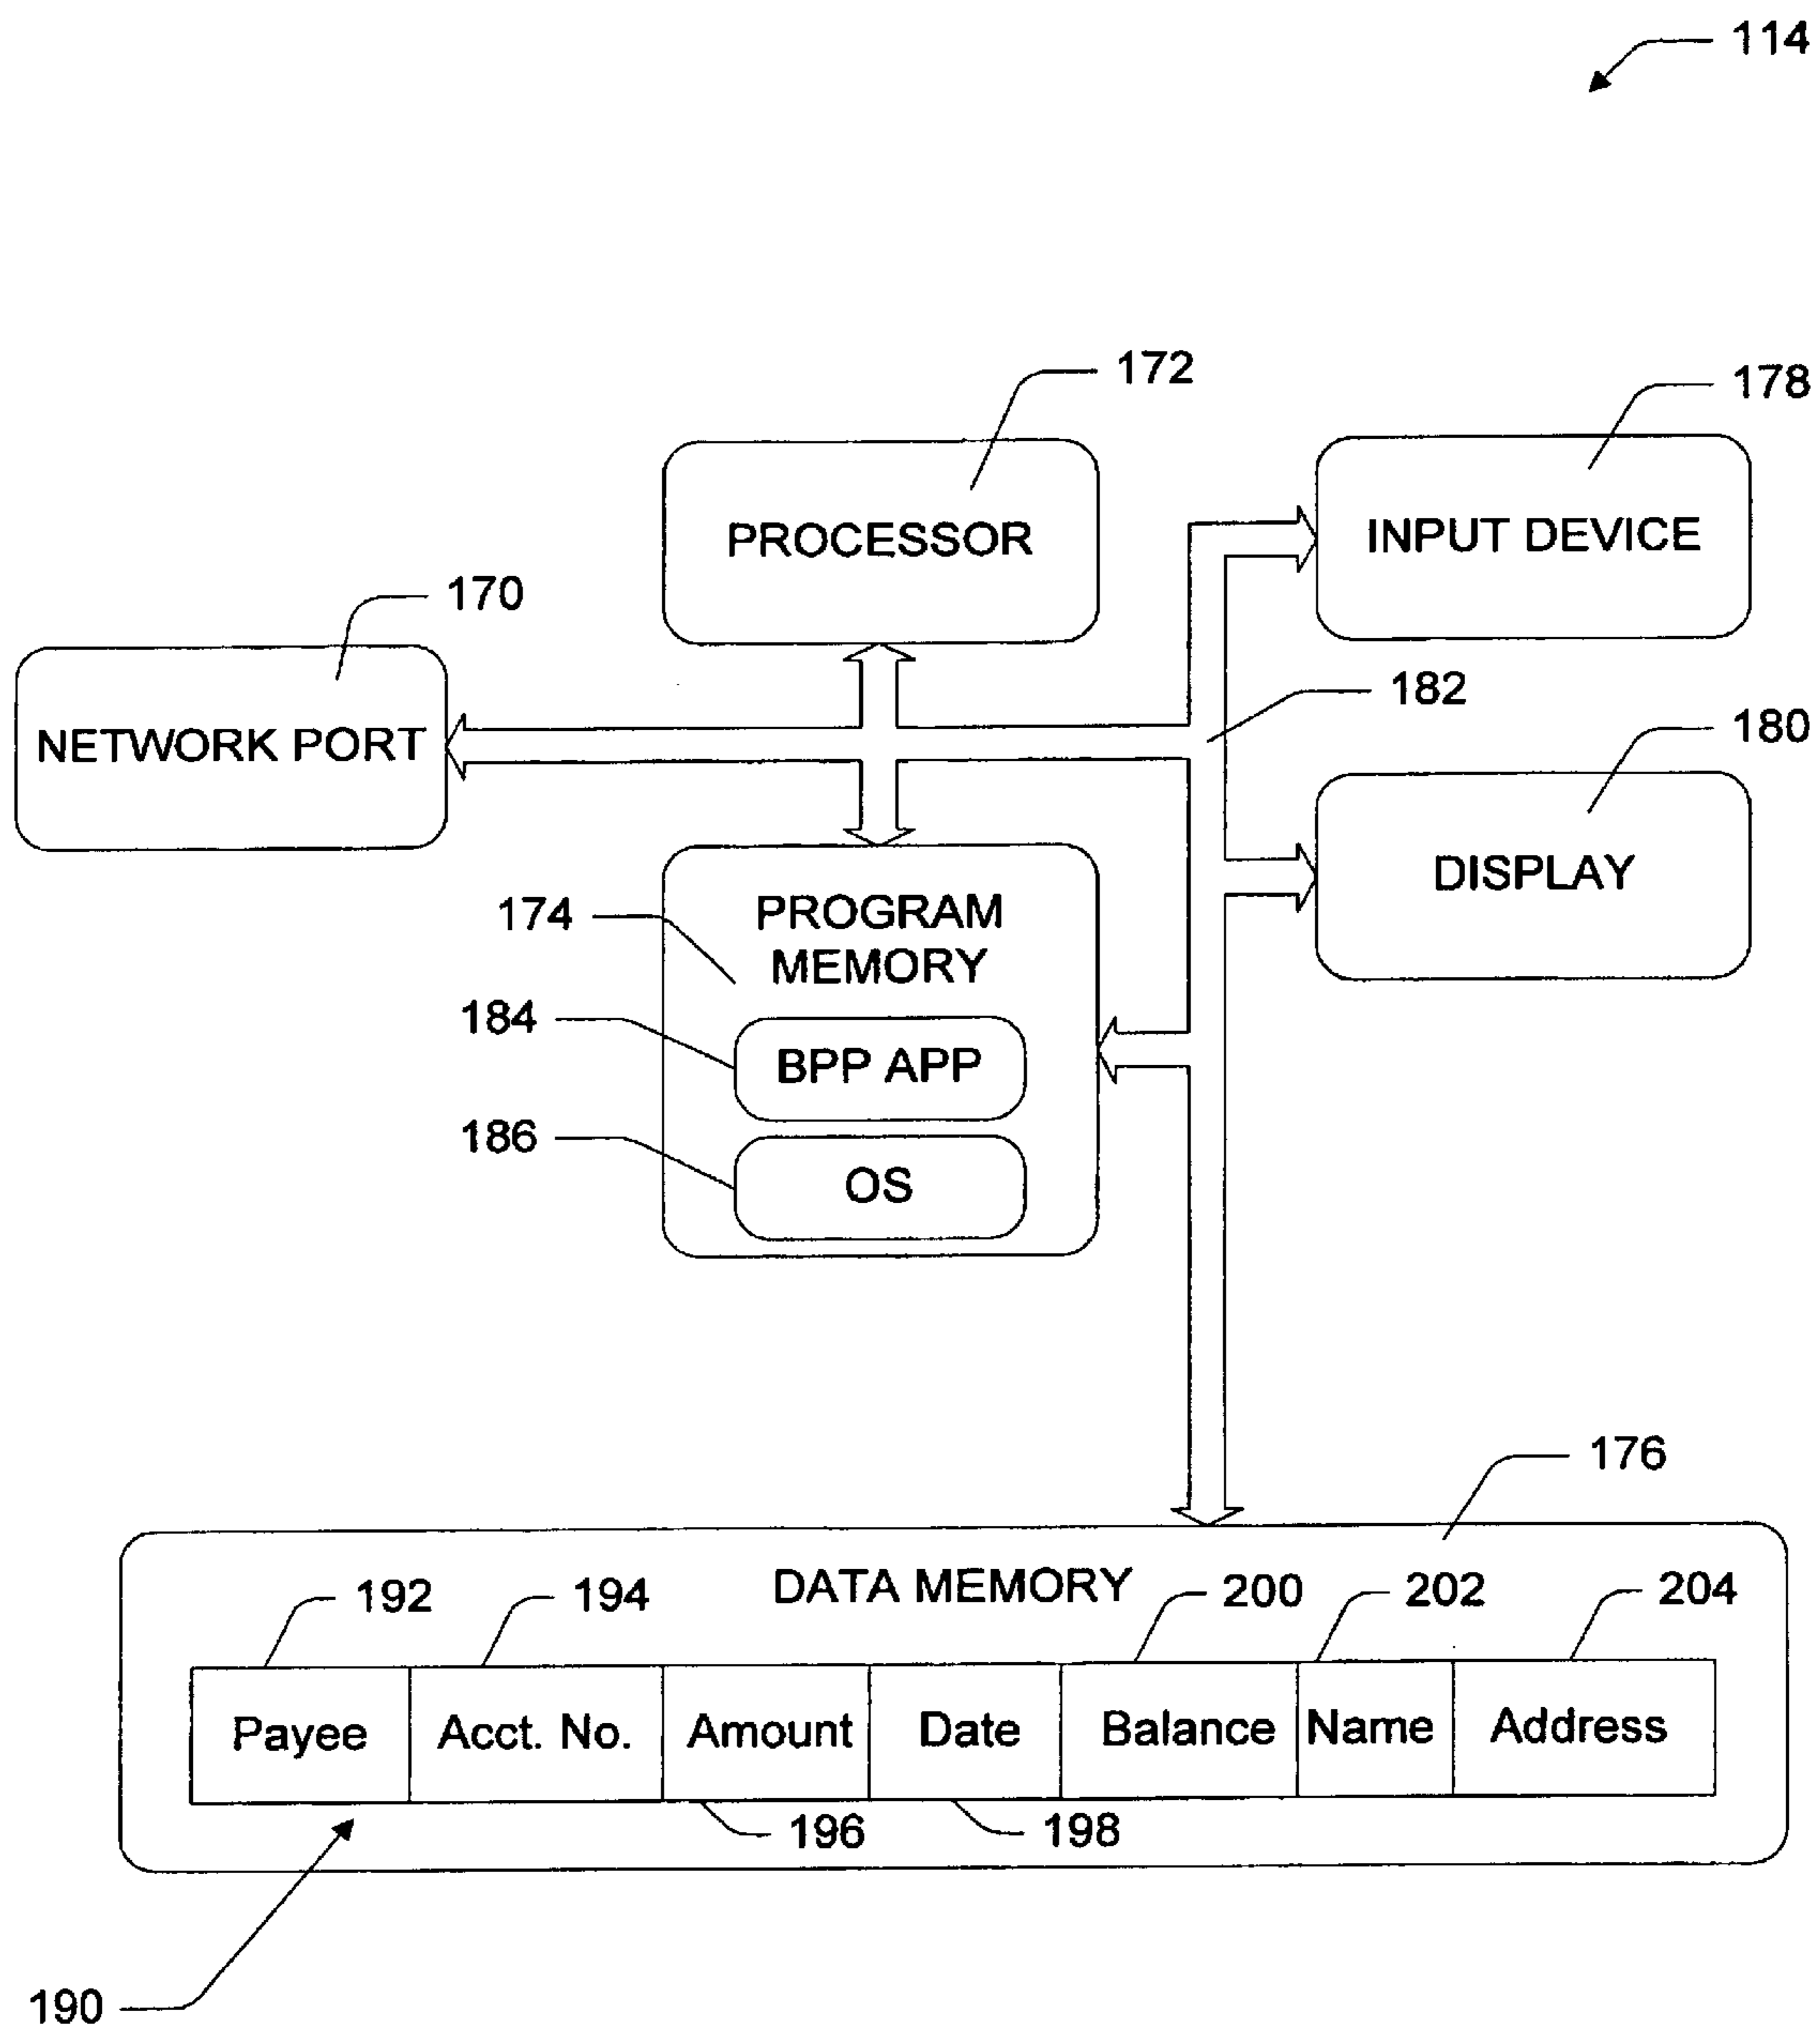 114
172
178
PROCESSOR
INPUT DEVICE
170
182
NETWORK PORT
180
DISPLAY
174
PROGRAM
MEMORY
184
BPP APP
186
OS
176
DATA MEMORY
192
194
200
202
204
Payee
Acct. No.
Amount
Date
Balance
Name
Address
196
198
190